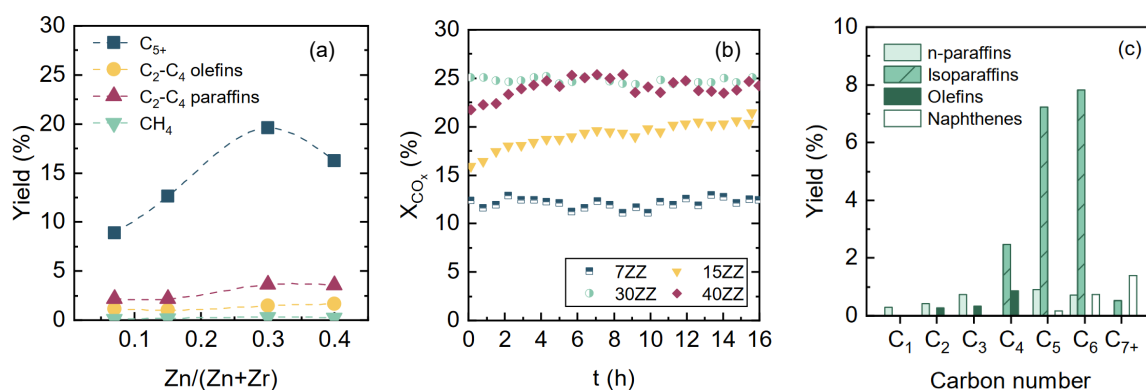 (a)
C5+
C2-C4 olefins
C2-C4 paraffins
CH4
Yield (%)
30
25
20
15
10
5
0
0.1 0.2 0.3 0.4
Zn/(Zn+Zr)
(b)
XCOx (%)
30
25
20
15
10
5
0
7ZZ 15ZZ
30ZZ 40ZZ
0 2 4 6 8 10 12 14 16
t (h)
(c)
n-paraffins
Isoparaffins
Olefins
Naphthenes
Yield (%)
10
8
6
4
2
0
C1 C2 C3 C4 C5 C6 C7+
Carbon number